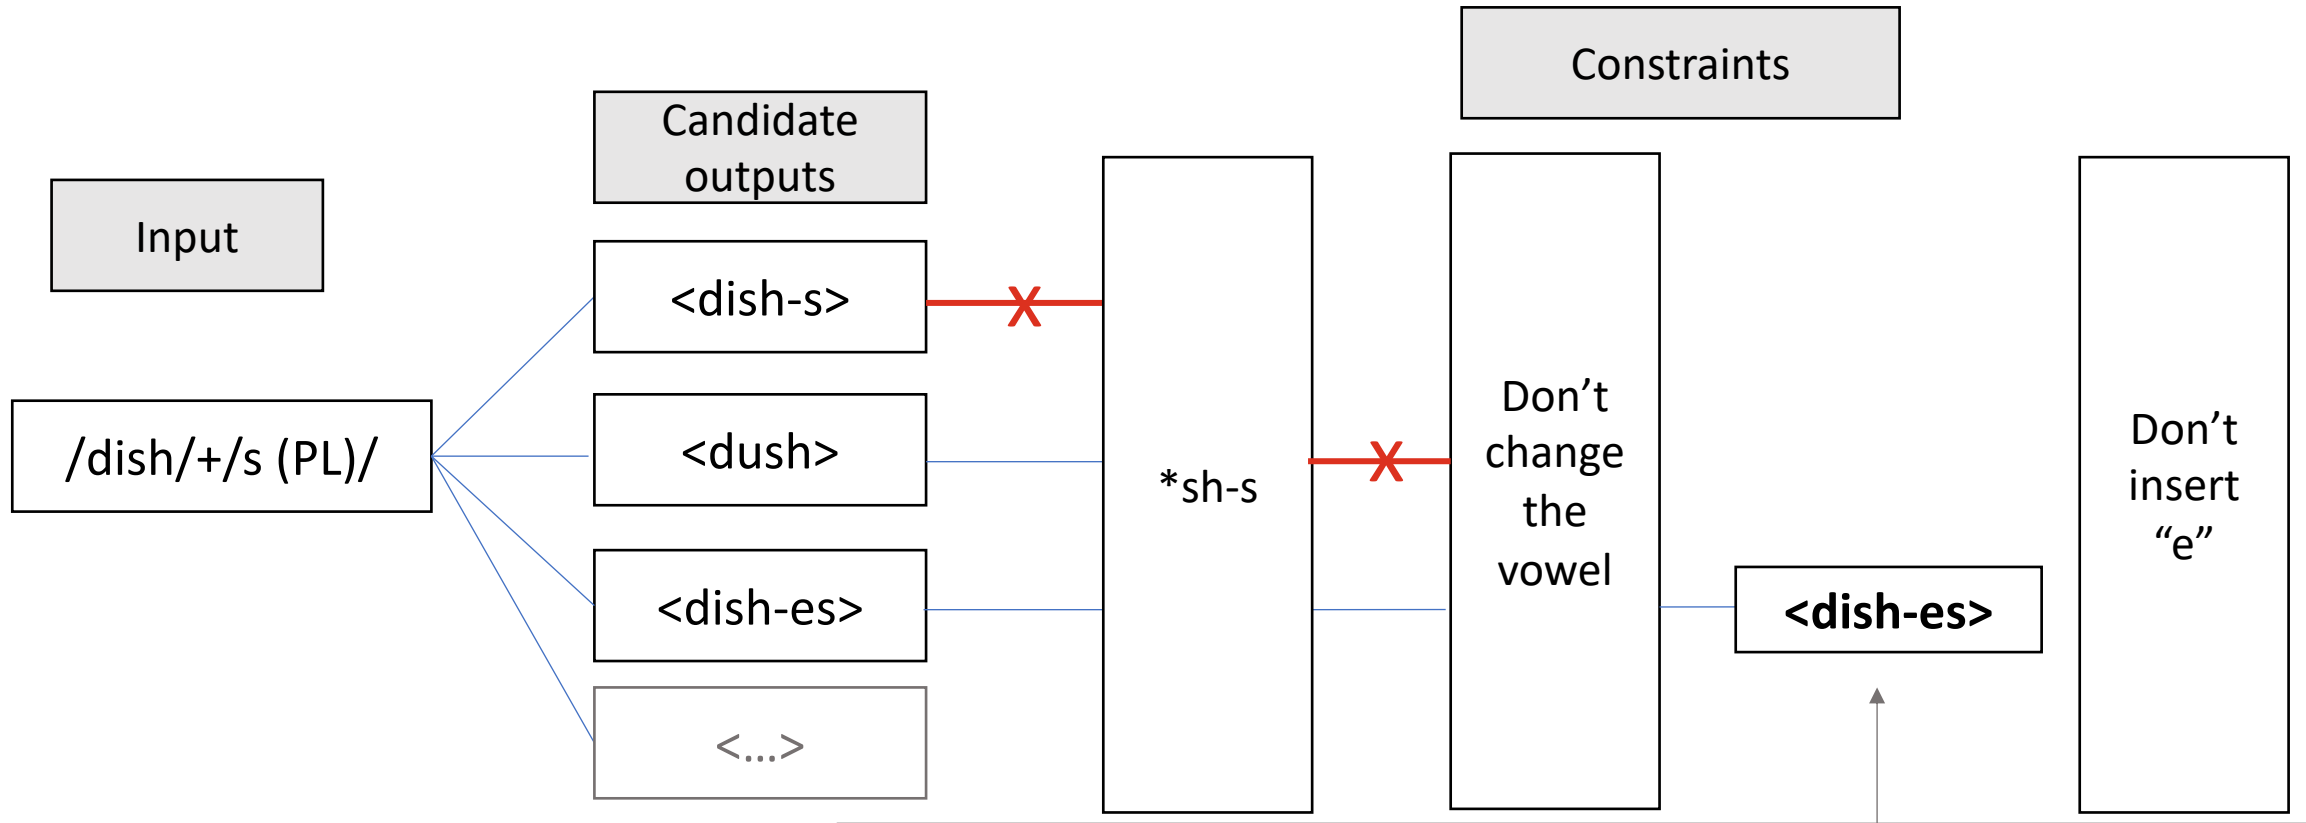 Constraints
Candidate
outputs
Input
<dish-s>
X
<dush>
X
<dish-es>
<...>
/dish/+/s (PL)/
*sh-s
Don’t
change
the
vowel
<dish-es>
Don’t
insert
“e”